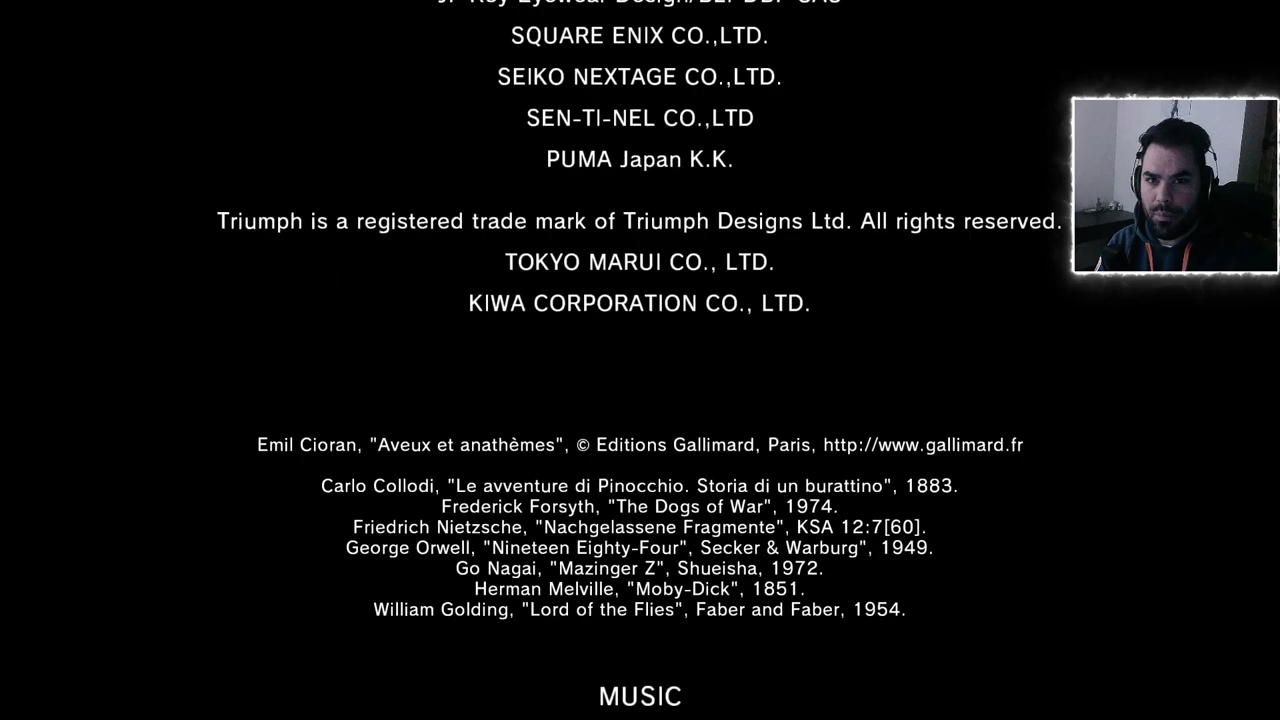 SQUARE ENIX CO.,LTD.
SEIKO NEXTAGE CO.,LTD.
SEN-TI-NEL CO.,LTD
PUMA Japan K.K.
Triumph is a registered trade mark of Triumph Designs Ltd. All rights reserved.
TOKYO MARUI CO., LTD.
KIWA CORPORATION CO., LTD.
Emil Cioran, "Aveux et anathèmes", © Editions Gallimard, Paris, http://www.gallimard.fr
Carlo Collodi, "Le avventure di Pinocchio. Storia di un burattino", 1883.
Frederick Forsyth, "The Dogs of War", 1974.
Friedrich Nietzsche, "Nachgelassene Fragmente", KSA 12:7[60].
George Orwell, "Nineteen Eighty-Four", Secker & Warburg", 1949.
Go Nagai, "Mazinger Z", Shueisha, 1972.
Herman Melville, "Moby-Dick", 1851.
William Golding, "Lord of the Flies", Faber and Faber, 1954.
MUSIC